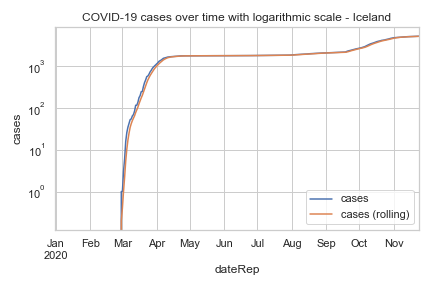 COVID-19 cases over time with logarithmic scale - Iceland
cases
10³
10²
10¹
10⁰
cases
cases (rolling)
Jan Feb Mar Apr May Jun Jul Aug Sep Oct Nov
2020
dateRep